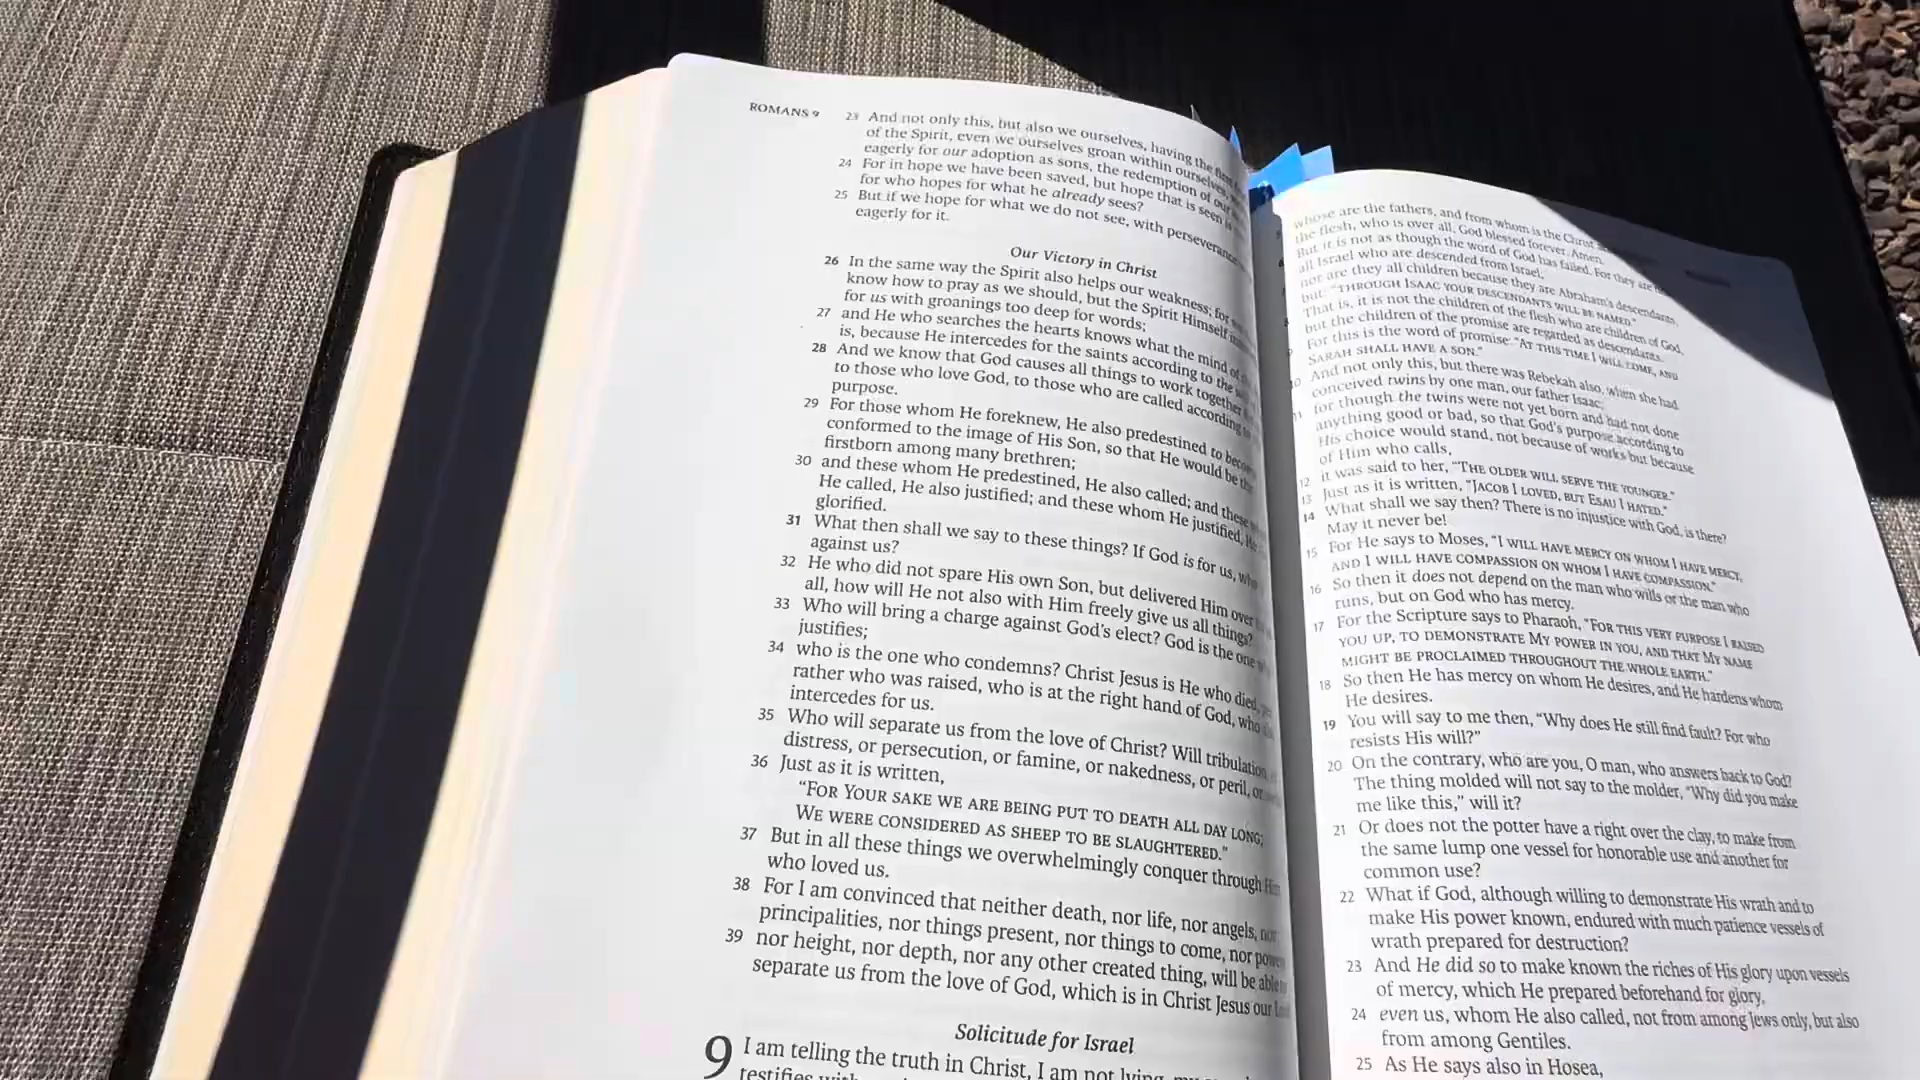 ROMANS 9
23 And not only this, but also we ourselves, having the first
of the Spirit, even we ourselves groan within ourselves,
eagerly for our adoption as sons, the redemption of our
24 For in hope we have been saved, but hope that is seen is
for who hopes for what he already sees?
25 But if we hope for what we do not see, with perseverance
eagerly for it.
Our Victory in Christ
26 In the same way the Spirit also helps our weakness; for
know how to pray as we should, but the Spirit Himself
for us with groanings too deep for words;
27 and He who searches the hearts knows what the mind of
is, because He intercedes for the saints according to the
28 And we know that God causes all things to work together
to those who love God, to those who are called according to
purpose.
29 For those whom He foreknew, He also predestined to
conformed to the image of His Son, so that He would be the
firstborn among many brethren;
30 and these whom He predestined, He also called; and these
He called, He also justified; and these whom He justified, He
glorified.
31 What then shall we say to these things? If God is for us,
against us?
32 He who did not spare His own Son, but delivered Him over
all, how will He not also with Him freely give us all things?
33 Who will bring a charge against God's elect? God is the one
justifies;
34 who is the one who condemns? Christ Jesus is He who died,
rather who was raised, who is at the right hand of God, who
intercedes for us.
35 Who will separate us from the love of Christ? Will tribulation,
distress, or persecution, or famine, or nakedness, or peril, or
36 Just as it is written,
"FOR YOUR SAKE WE ARE BEING PUT TO DEATH ALL DAY LONG;
WE WERE CONSIDERED AS SHEEP TO BE SLAUGHTERED."
37 But in all these things we overwhelmingly conquer through Him
who loved us.
38 For I am convinced that neither death, nor life, nor angels, nor
principalities, nor things present, nor things to come, nor powers
39 nor height, nor depth, nor any other created thing, will be able
separate us from the love of God, which is in Christ Jesus our
Solicitude for Israel
9 I am telling the truth in Christ, I am not lying, my
whose are the fathers, and from whom is the Christ
the flesh, who is over all, God blessed forever. Amen.
But it is not as though the word of God has failed. For they are
all Israel who are descended from Israel;
nor are they all children because they are Abraham's descendants,
but: "THROUGH ISAAC YOUR DESCENDANTS WILL BE NAMED."
That is, it is not the children of the flesh who are children of God,
but the children of the promise are regarded as descendants.
9 For this is the word of promise: "AT THIS TIME I WILL COME, AND
SARAH SHALL HAVE A SON."
10 And not only this, but there was Rebekah also, when she had
conceived twins by one man, our father Isaac;
11 for though the twins were not yet born and had not done
anything good or bad, so that God's purpose according to
His choice would stand, not because of works but because
of Him who calls,
12 it was said to her, "THE OLDER WILL SERVE THE YOUNGER."
13 Just as it is written, "JACOB I LOVED, BUT ESAU I HATED."
14 What shall we say then? There is no injustice with God, is there?
May it never be!
15 For He says to Moses, "I WILL HAVE MERCY ON WHOM I HAVE MERCY,
AND I WILL HAVE COMPASSION ON WHOM I HAVE COMPASSION."
16 So then it does not depend on the man who wills or the man who
runs, but on God who has mercy.
17 For the Scripture says to Pharaoh, "FOR THIS VERY PURPOSE I RAISED
YOU UP, TO DEMONSTRATE MY POWER IN YOU, AND THAT MY NAME
MIGHT BE PROCLAIMED THROUGHOUT THE WHOLE EARTH."
18 So then He has mercy on whom He desires, and He hardens whom
He desires.
19 You will say to me then, "Why does He still find fault? For who
resists His will?"
20 On the contrary, who are you, O man, who answers back to God?
The thing molded will not say to the molder, "Why did you make
me like this," will it?
21 Or does not the potter have a right over the clay, to make from
the same lump one vessel for honorable use and another for
common use?
22 What if God, although willing to demonstrate His wrath and to
make His power known, endured with much patience vessels of
wrath prepared for destruction?
23 And He did so to make known the riches of His glory upon vessels
of mercy, which He prepared beforehand for glory,
24 even us, whom He also called, not from among Jews only, but also
from among Gentiles.
25 As He says also in Hosea,